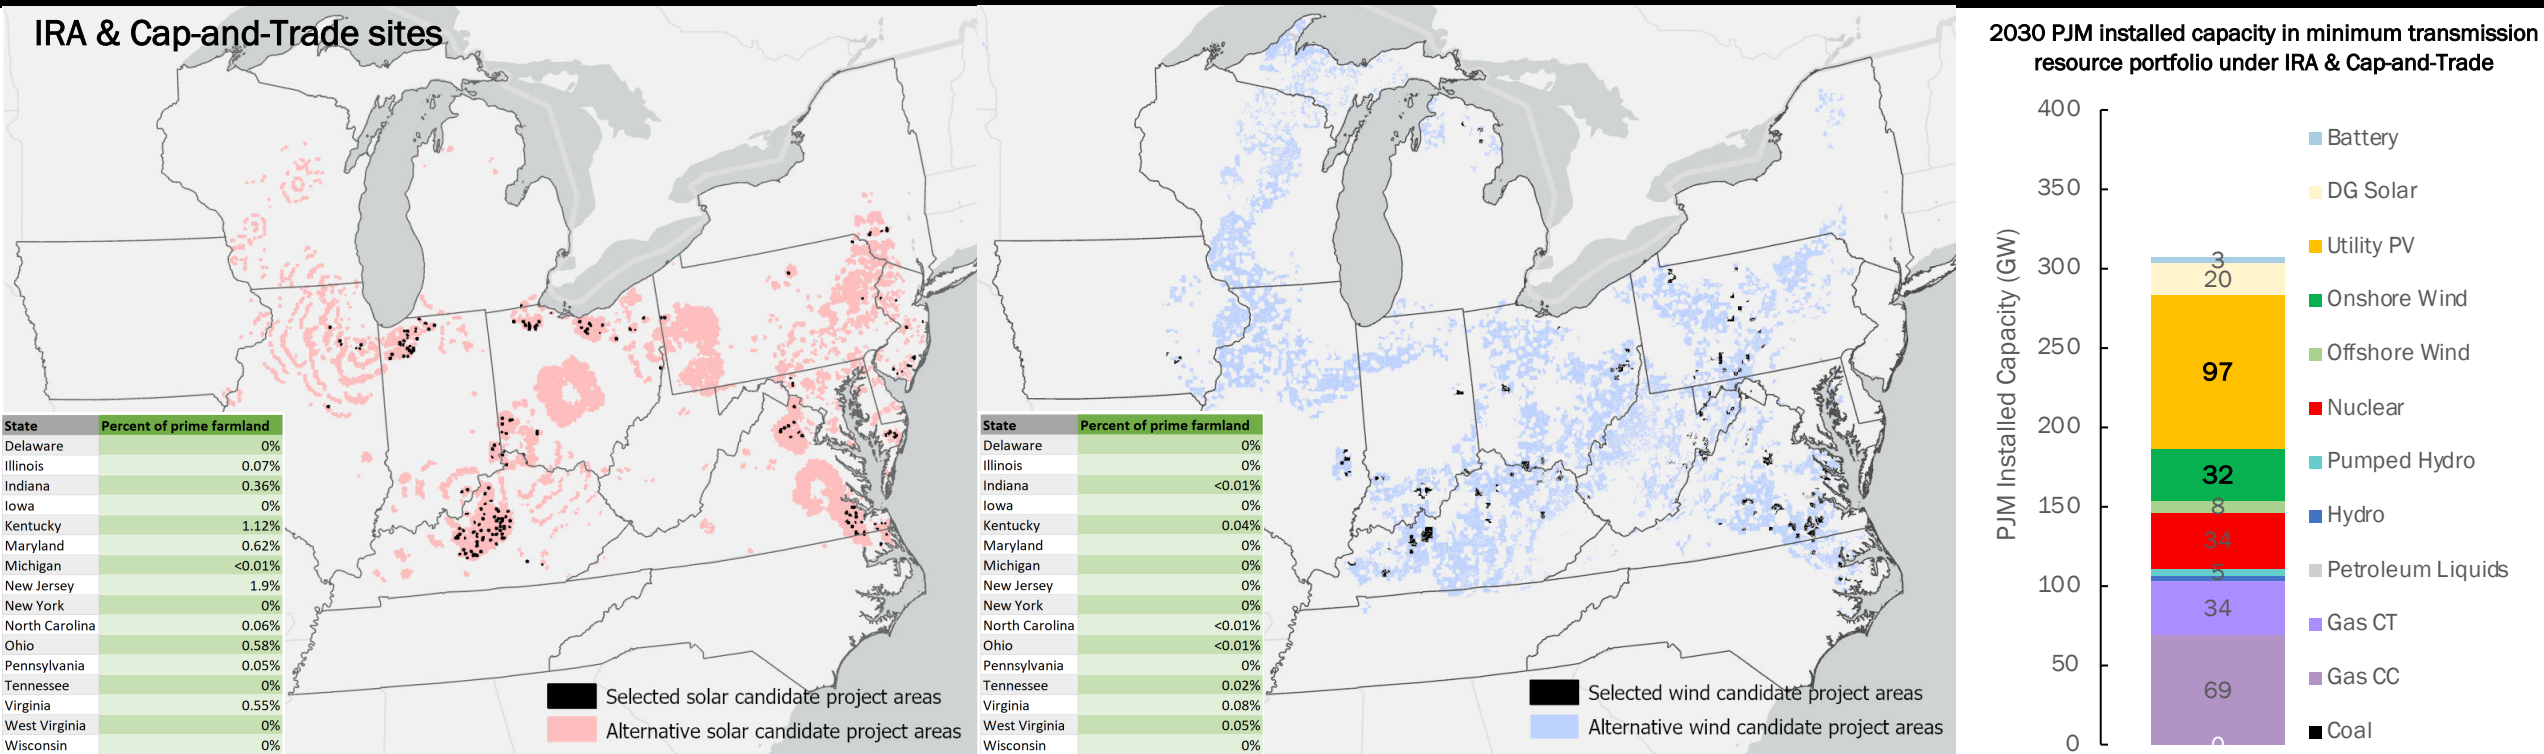 IRA & Cap-and-Trade sites
State Percent of prime farmland
Delaware 0%
Illinois 0.07%
Indiana 0.36%
Iowa 0%
Kentucky 1.12%
Maryland 0.62%
Michigan <0.01%
New Jersey 1.9%
New York 0%
North Carolina 0.06%
Ohio 0.58%
Pennsylvania 0.05%
Tennessee 0%
Virginia 0.55%
West Virginia 0%
Wisconsin 0%
Selected solar candidate project areas
Alternative solar candidate project areas
State Percent of prime farmland
Delaware 0%
Illinois 0%
Indiana <0.01%
Iowa 0%
Kentucky 0.04%
Maryland 0%
Michigan 0%
New Jersey 0%
New York 0%
North Carolina <0.01%
Ohio <0.01%
Pennsylvania 0%
Tennessee 0.02%
Virginia 0.08%
West Virginia 0.05%
Wisconsin 0%
Selected wind candidate project areas
Alternative wind candidate project areas
2030 PJM installed capacity in minimum transmission
resource portfolio under IRA & Cap-and-Trade
PJM Installed Capacity (GW)
400
350
300
250
200
150
100
50
0
3
20
97
32
8
34
5
34
69
0
Battery
DG Solar
Utility PV
Onshore Wind
Offshore Wind
Nuclear
Pumped Hydro
Hydro
Petroleum Liquids
Gas CT
Gas CC
Coal